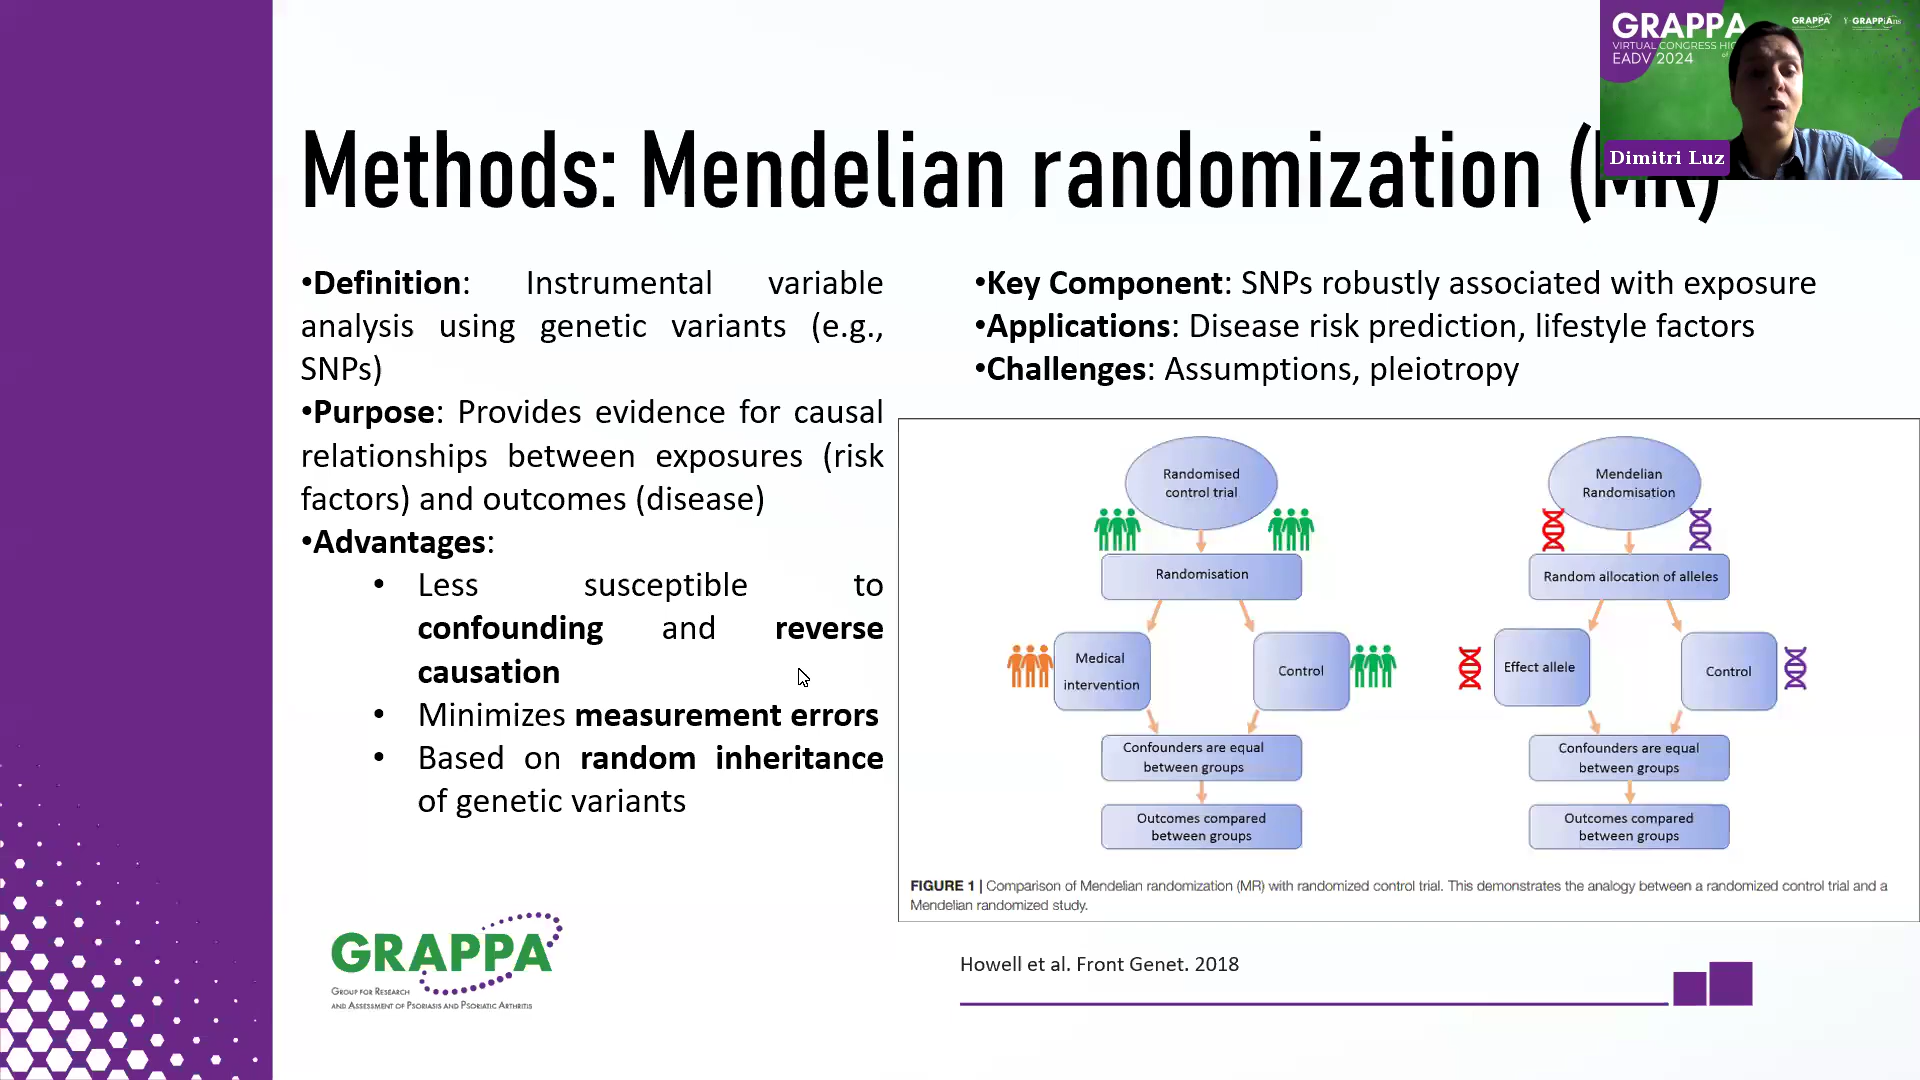 Methods: Mendelian randomization (MR)
•Definition: Instrumental variable
analysis using genetic variants (e.g.,
SNPs)
•Purpose: Provides evidence for causal
relationships between exposures (risk
factors) and outcomes (disease)
•Advantages:
• Less susceptible to
confounding and reverse
causation
• Minimizes measurement errors
• Based on random inheritance
of genetic variants
•Key Component: SNPs robustly associated with exposure
•Applications: Disease risk prediction, lifestyle factors
•Challenges: Assumptions, pleiotropy
Randomised
control trial
Randomisation
Medical
intervention
Control
Confounders are equal
between groups
Outcomes compared
between groups
Mendelian
Randomisation
Random allocation of alleles
Effect allele
Control
Confounders are equal
between groups
Outcomes compared
between groups
FIGURE 1 | Comparison of Mendelian randomization (MR) with randomized control trial. This demonstrates the analogy between a randomized control trial and a
Mendelian randomized study.
Howell et al. Front Genet. 2018
GRAPPA
Group for Research
and Assessment of Psoriasis and Psoriatic Arthritis
GRAPPA
VIRTUAL CONGRESS
EADV 2024
GRAPPA
Dimitri Luz